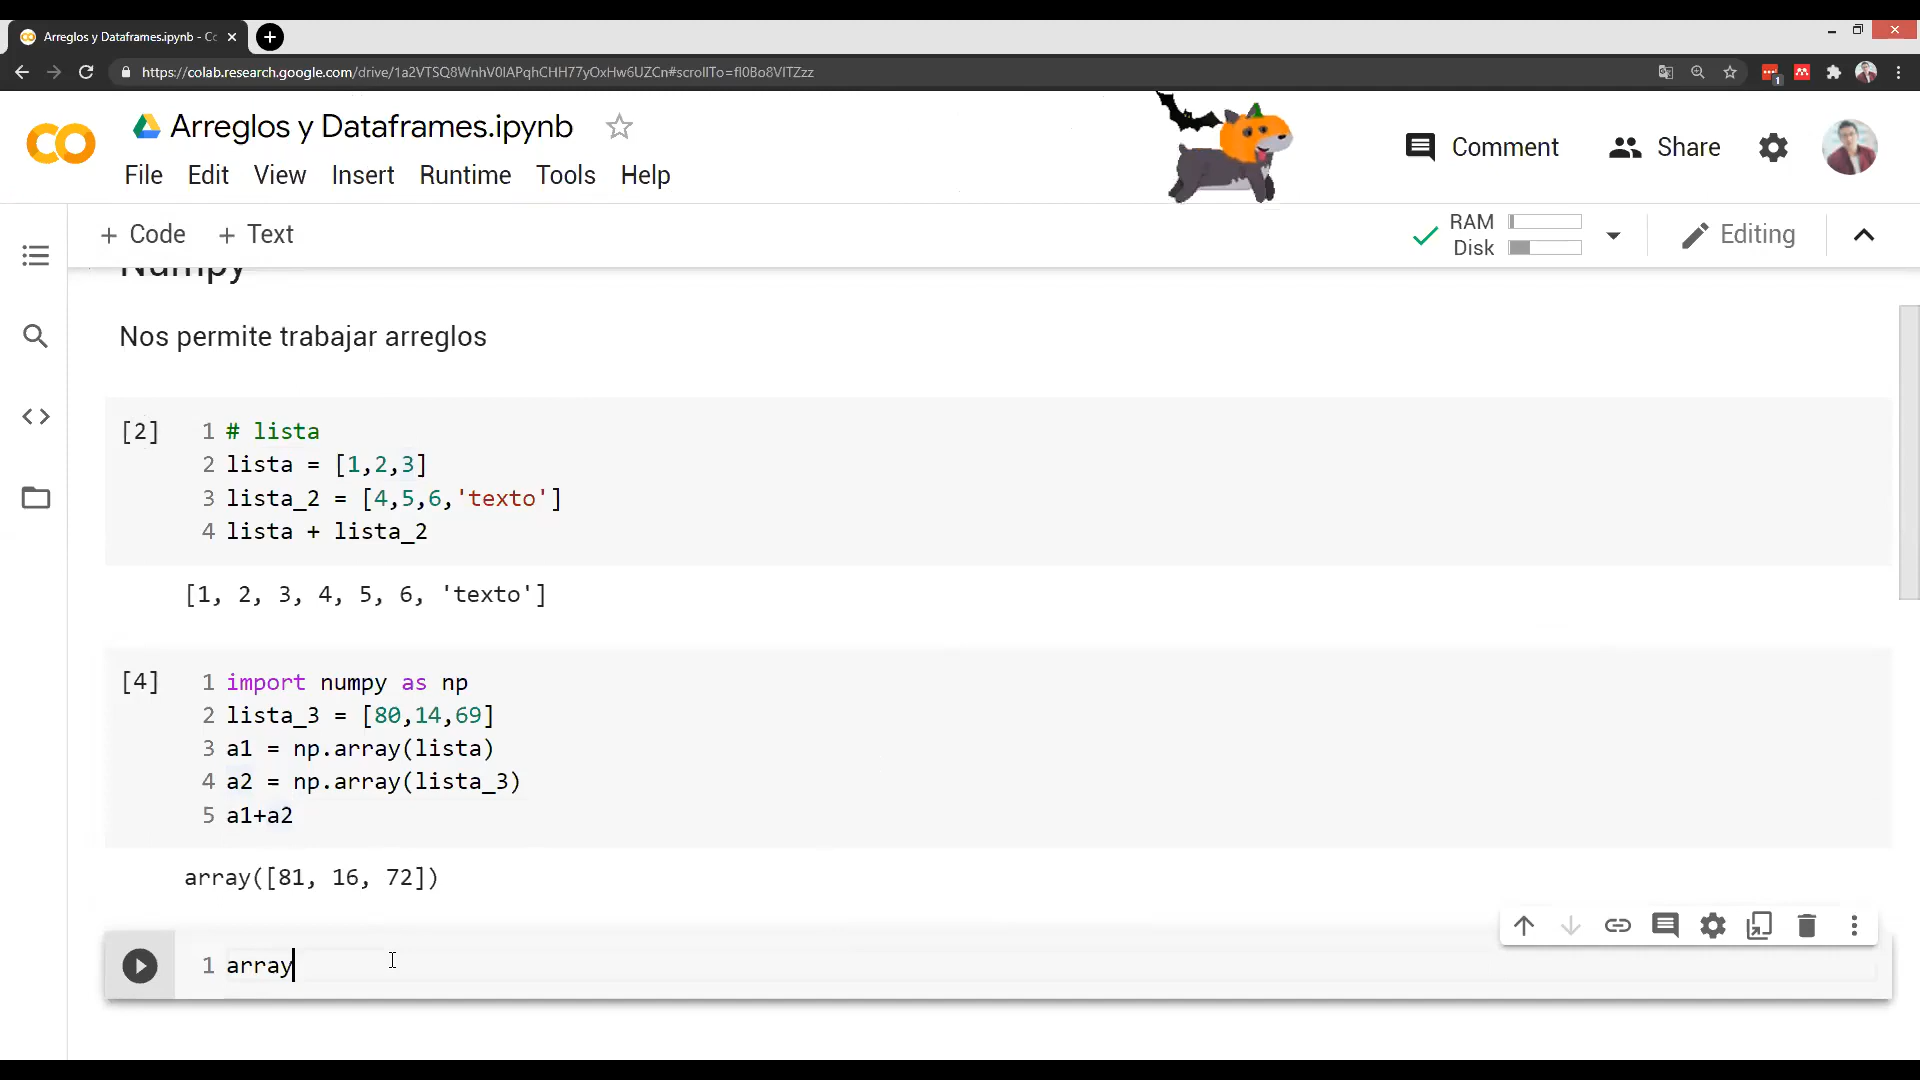 Arreglos y Dataframes.ipynb - Co
https://colab.research.google.com/drive/1a2VTSQ8WnhV0IAPqhCHH77yOxHw6UZCn#scrollTo=fl0Bo8VITZzz
1
Arreglos y Dataframes.ipynb
Comment
Share
File Edit View Insert Runtime Tools Help
+ Code + Text
RAM
Disk
Editing
Numpy
Nos permite trabajar arreglos
[2]
1 # lista
2 lista = [1,2,3]
3 lista_2 = [4,5,6,'texto']
4 lista + lista_2
[1, 2, 3, 4, 5, 6, 'texto']
[4]
1 import numpy as np
2 lista_3 = [80,14,69]
3 a1 = np.array(lista)
4 a2 = np.array(lista_3)
5 a1+a2
array([81, 16, 72])
1 array